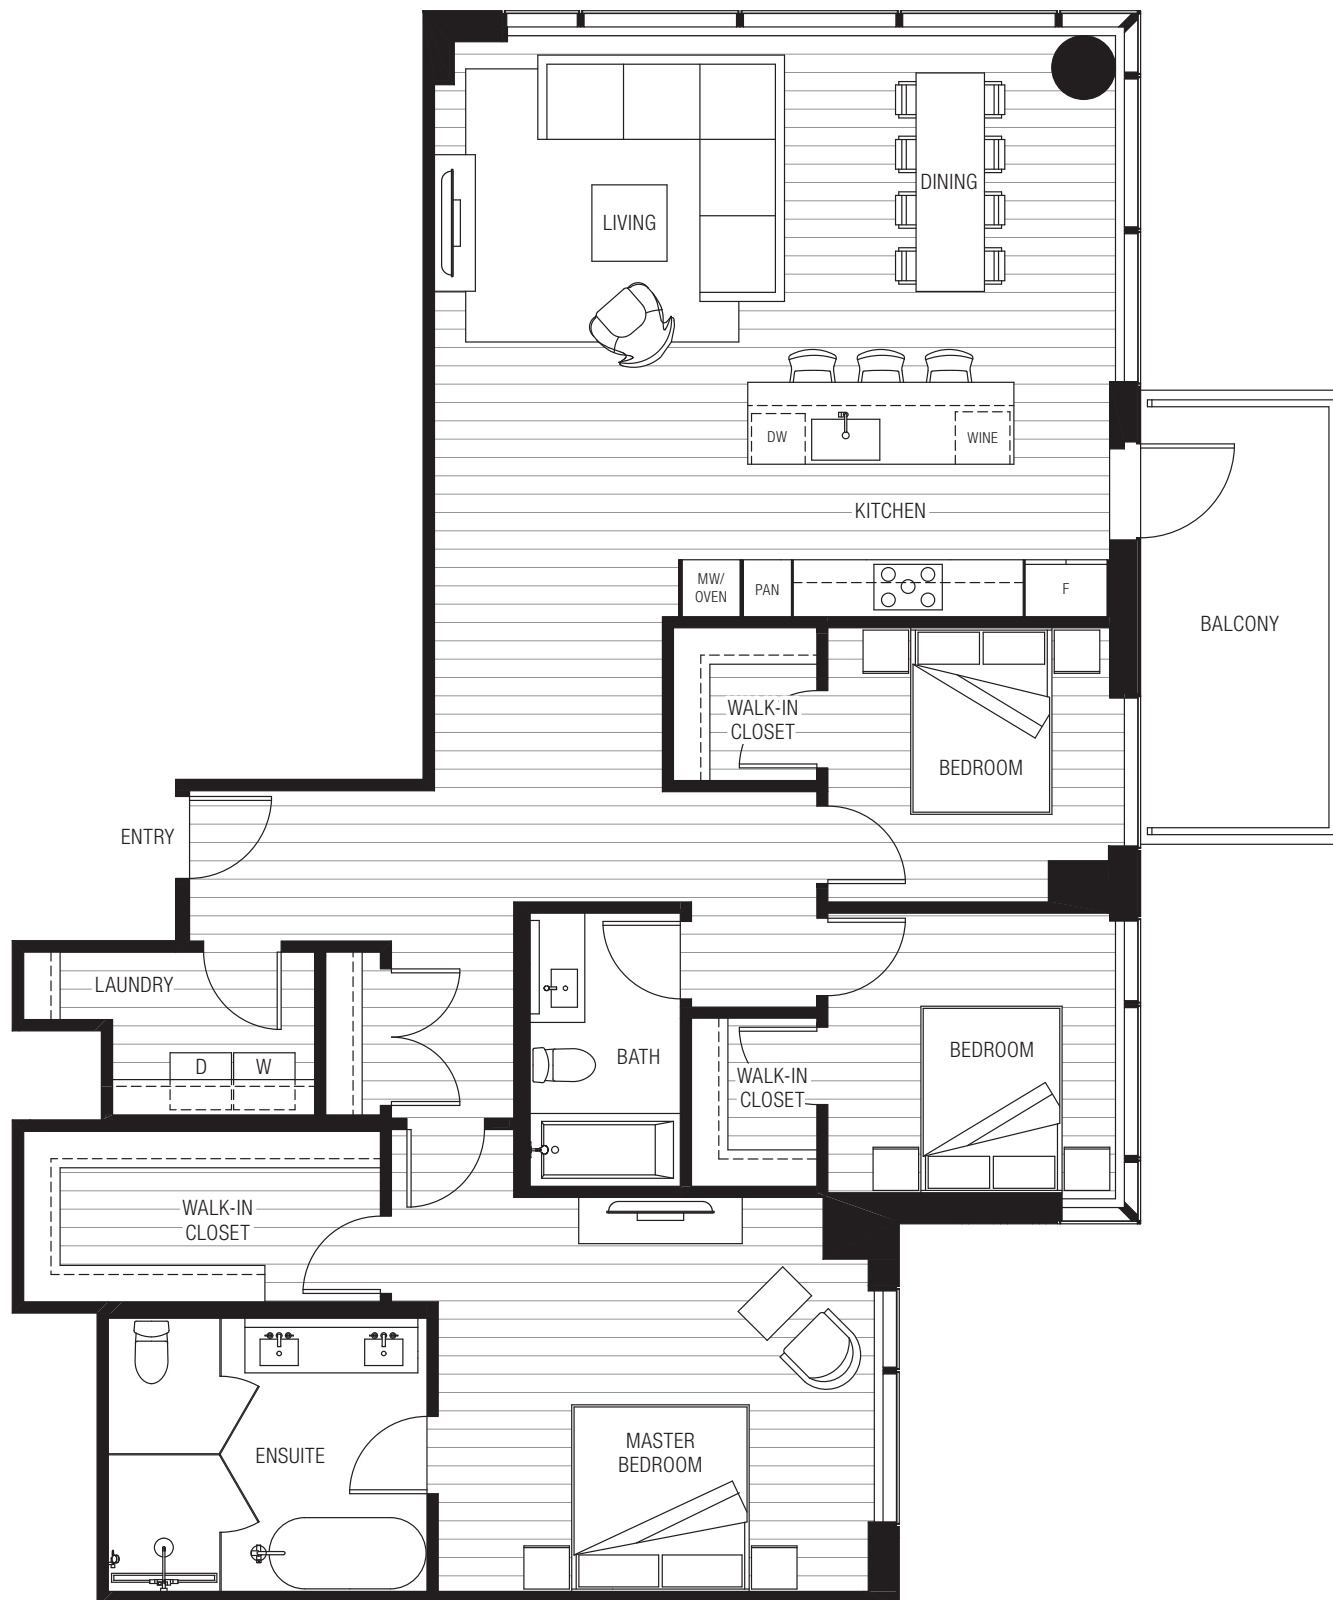 DINING
LIVING
DW
WINE
KITCHEN
MW/
OVEN
PAN
F
BALCONY
WALK-IN
CLOSET
BEDROOM
ENTRY
LAUNDRY
D
W
BATH
BEDROOM
WALK-IN
CLOSET
WALK-IN
CLOSET
ENSUITE
MASTER
BEDROOM